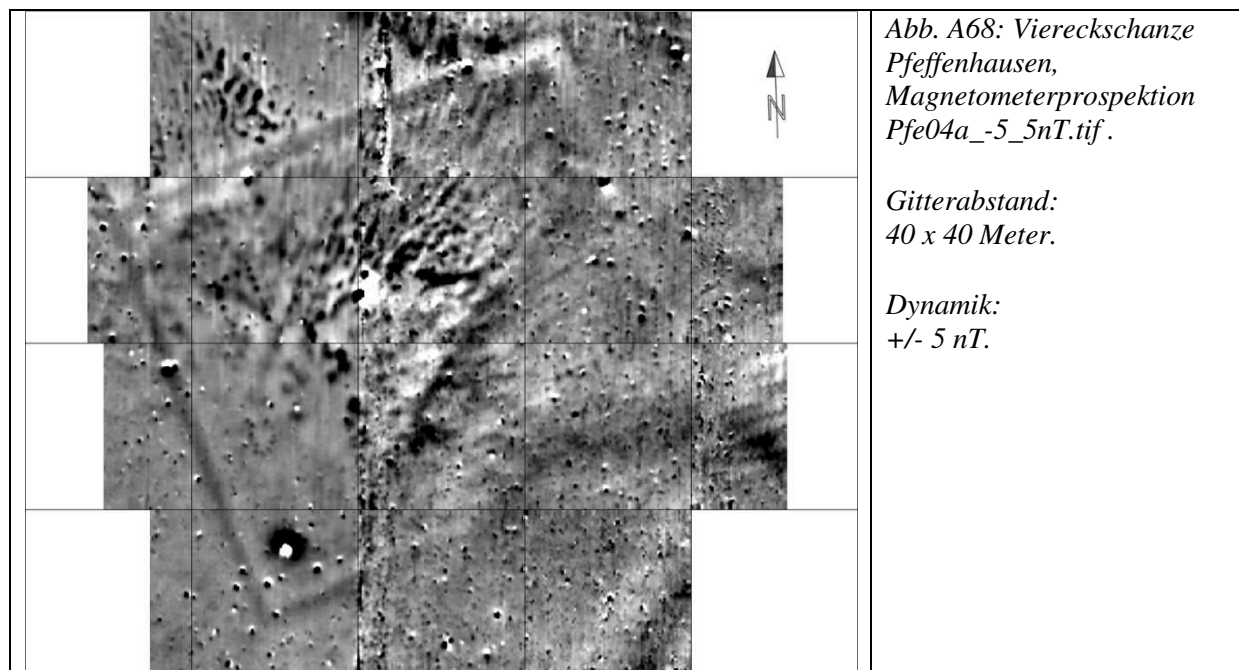 Abb. A68: Viereckschanze
Pfeffenhausen,
Magnetometerprospektion
Pfe04a_-5_5nT.tif .
Gitterabstand:
40 x 40 Meter.
Dynamik:
+/- 5 nT.
N